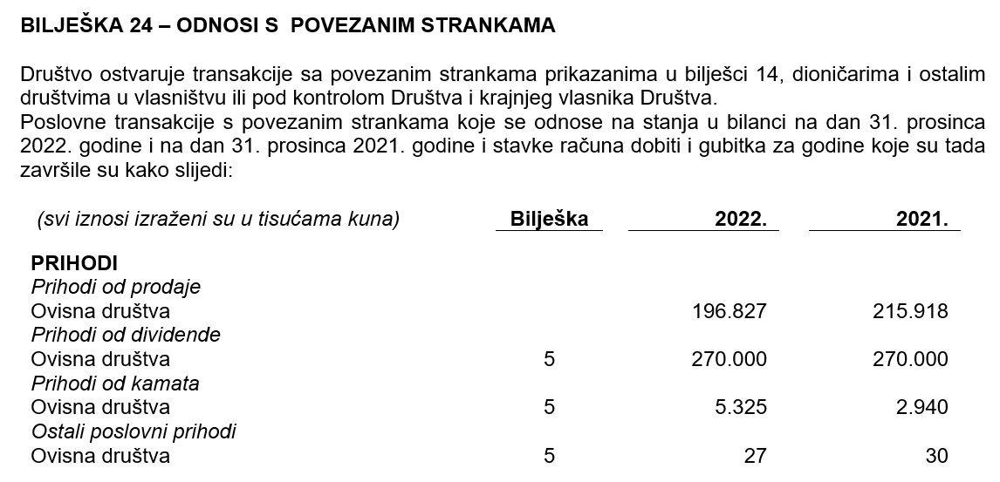 BILJEŠKA 24 – ODNOSI S POVEZANIM STRANKAMA
Društvo ostvaruje transakcije sa povezanim strankama prikazanima u bilješci 14, dioničarima i ostalim
društvima u vlasništvu ili pod kontrolom Društva i krajnjeg vlasnika Društva.
Poslovne transakcije s povezanim strankama koje se odnose na stanja u bilanci na dan 31. prosinca
2022. godine i na dan 31. prosinca 2021. godine i stavke računa dobiti i gubitka za godine koje su tada
završile su kako slijedi:
(svi iznosi izraženi su u tisućama kuna) Bilješka 2022. 2021.
PRIHODI
Prihodi od prodaje
Ovisna društva 196.827 215.918
Prihodi od dividende
Ovisna društva 5 270.000 270.000
Prihodi od kamata
Ovisna društva 5 5.325 2.940
Ostali poslovni prihodi
Ovisna društva 5 27 30